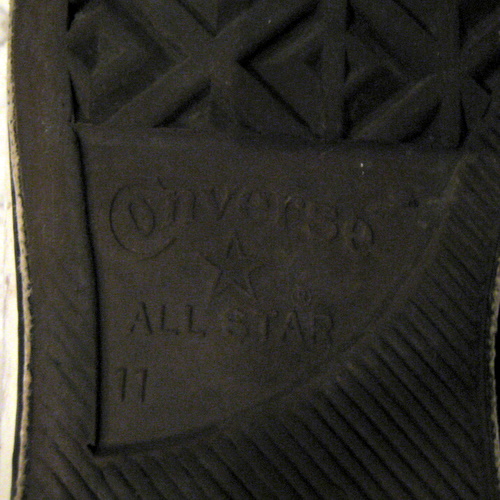 Converse
®
ALL STAR
11